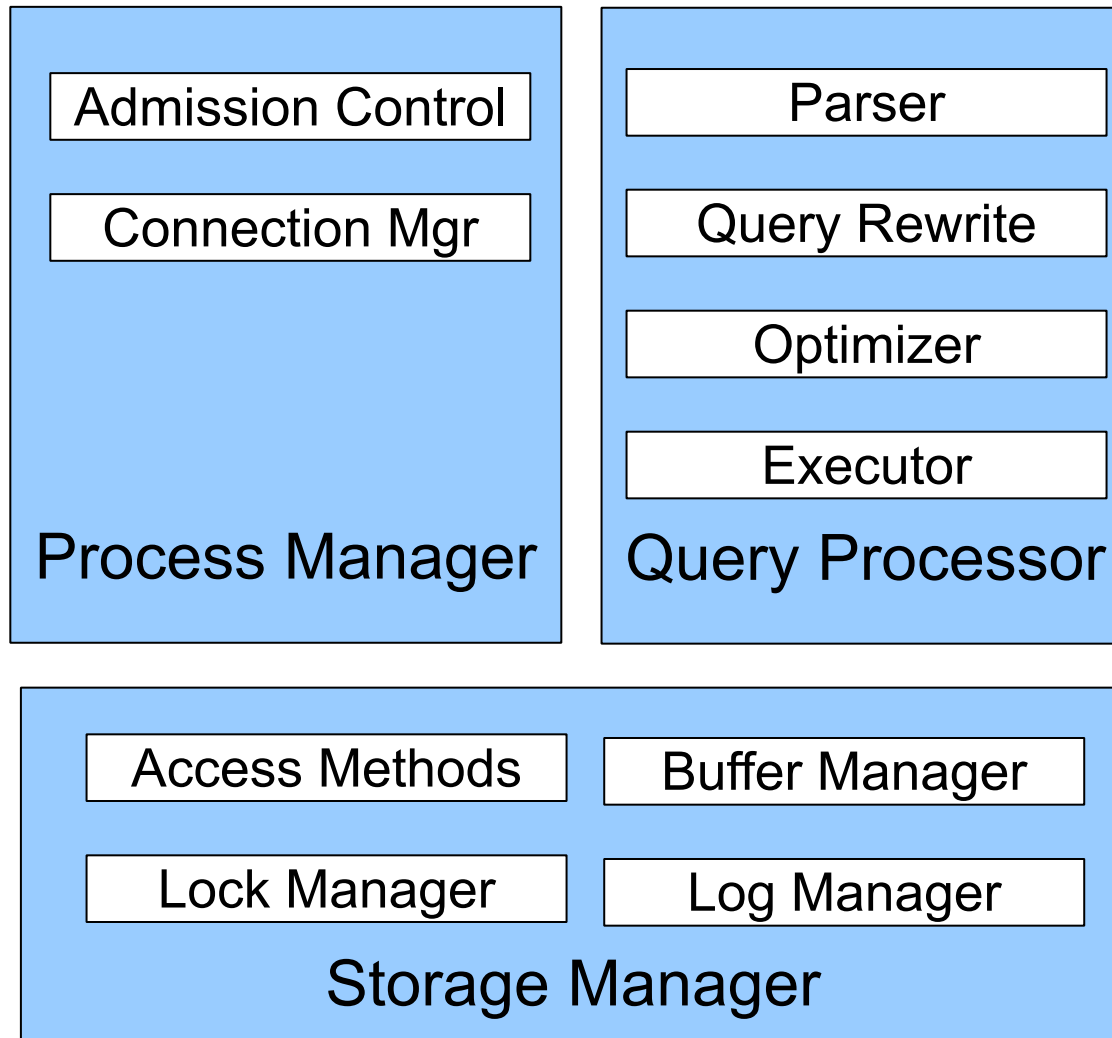 Admission Control
Connection Mgr
Process Manager
Parser
Query Rewrite
Optimizer
Executor
Query Processor
Access Methods
Buffer Manager
Lock Manager
Log Manager
Storage Manager